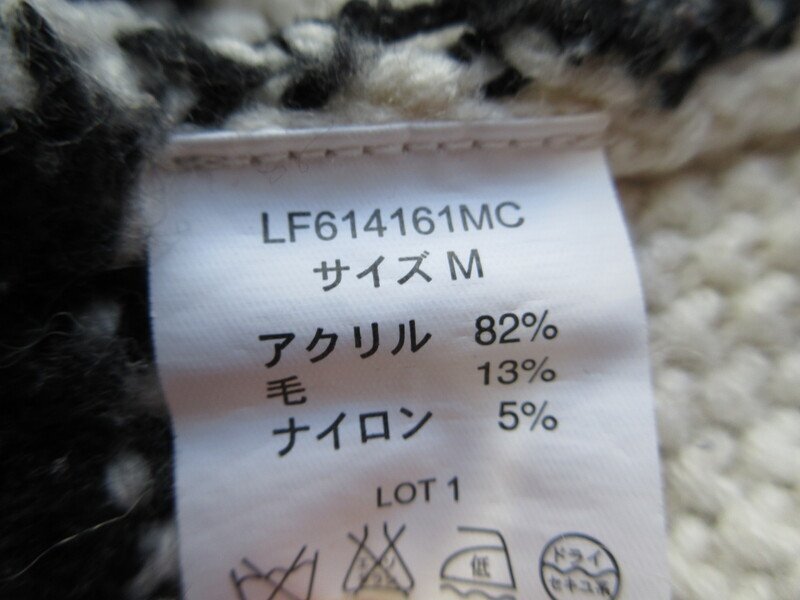 LF614161MC
サイズ M
アクリル 82%
毛 13%
ナイロン 5%
LOT 1
低
ドライ
セキユ系